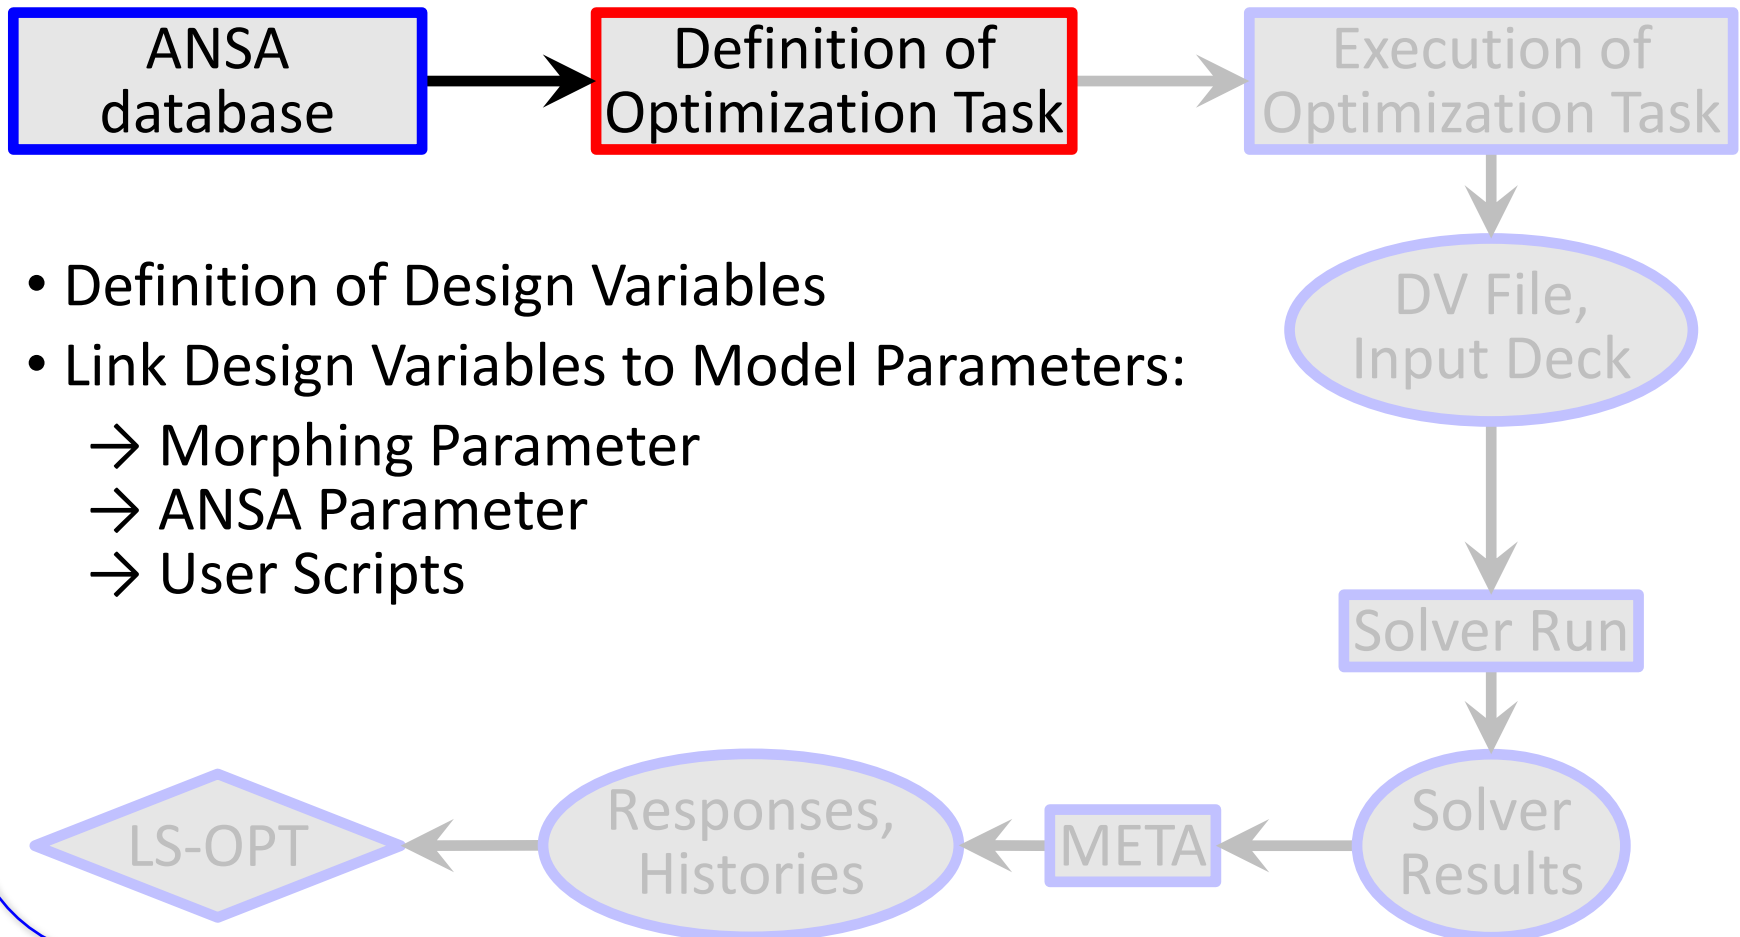 ANSA
database
Definition of
Optimization Task
Execution of
Optimization Task
• Definition of Design Variables
• Link Design Variables to Model Parameters:
→ Morphing Parameter
→ ANSA Parameter
→ User Scripts
DV File,
Input Deck
Solver Run
Solver
Results
META
Responses,
Histories
LS-OPT